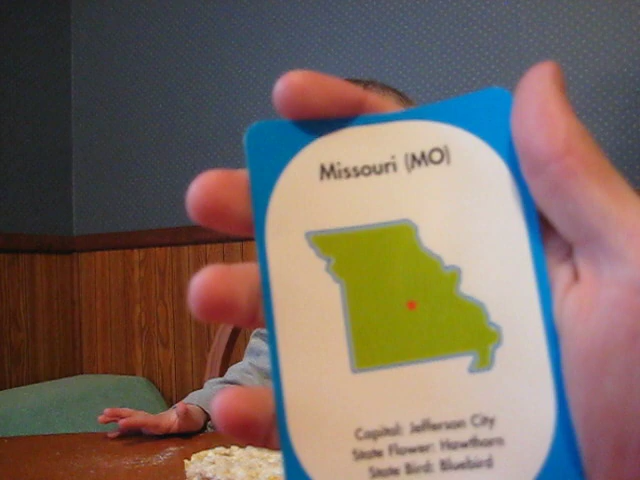 Missouri (MO)
Capital: Jefferson City
State Flower: Hawthorn
State Bird: Bluebird